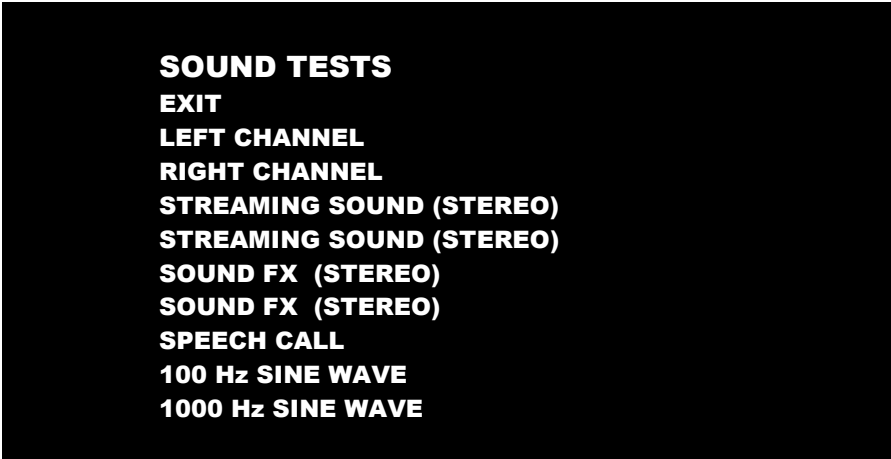 SOUND TESTS
EXIT
LEFT CHANNEL
RIGHT CHANNEL
STREAMING SOUND (STEREO)
STREAMING SOUND (STEREO)
SOUND FX  (STEREO)
SOUND FX  (STEREO)
SPEECH CALL
100 Hz SINE WAVE
1000 Hz SINE WAVE